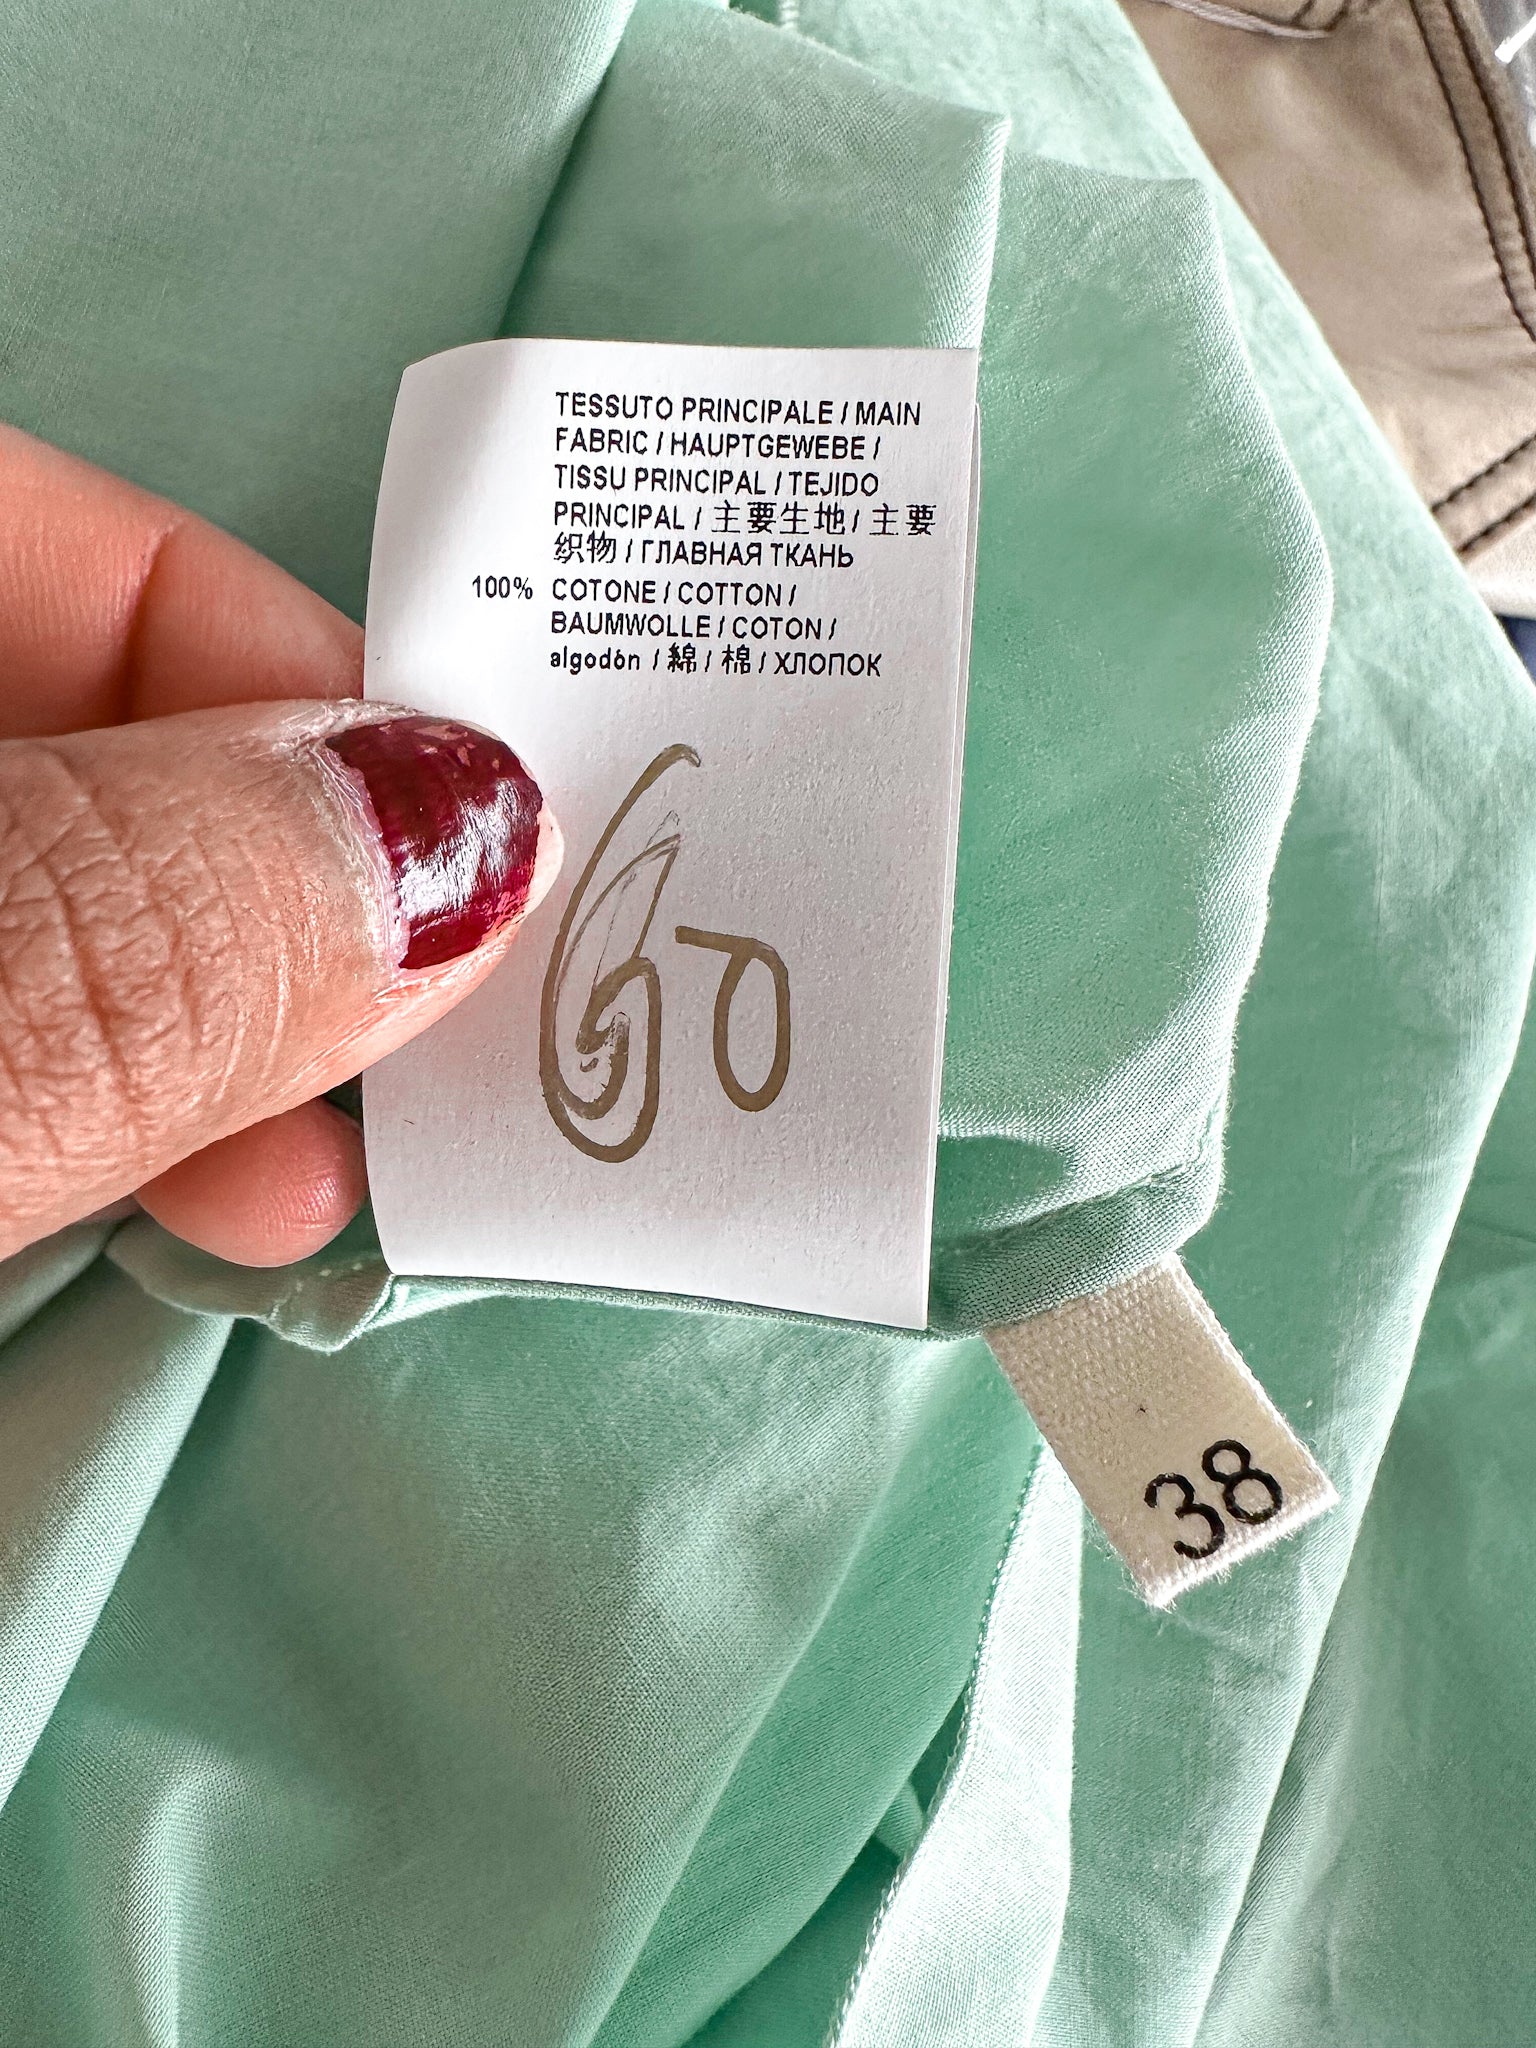 TESSUTO PRINCIPALE / MAIN
FABRIC / HAUPTGEWEBE /
TISSU PRINCIPAL / TEJIDO
PRINCIPAL / 主要生地 / 主要
织物 / ГЛАВНАЯ ТКАНЬ
100% COTONE / COTTON /
BAUMWOLLE / COTON /
algodón / 綿 / 棉 / ХЛОПОК
38